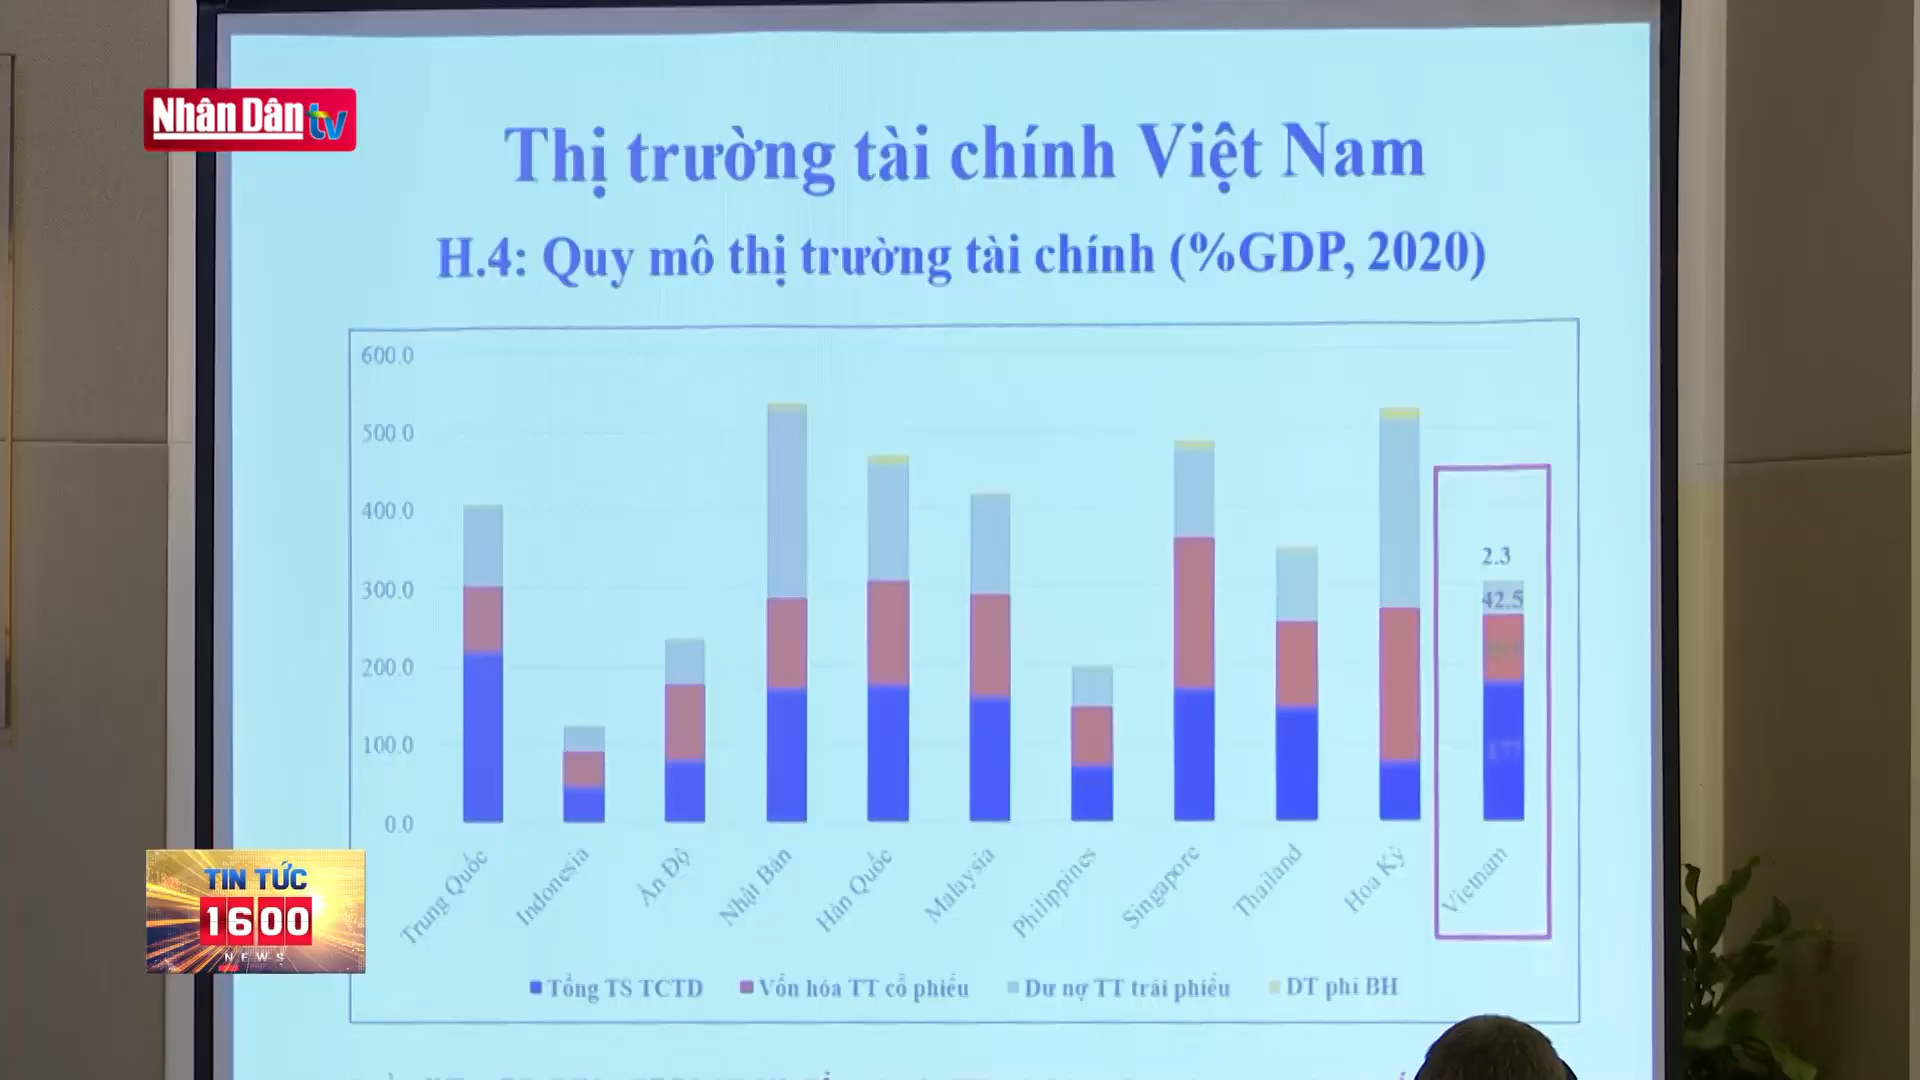 Nhân Dân tv
Thị trường tài chính Việt Nam
H.4: Quy mô thị trường tài chính (%GDP, 2020)
600.0
500.0
400.0
300.0
200.0
100.0
0.0
2.3
42.5
Trung Quốc
Indonesia
Ấn Độ
Nhật Bản
Hàn Quốc
Malaysia
Philippines
Singapore
Thailand
Hoa Kỳ
Vietnam
Tổng TS TCTD
Vốn hóa TT cổ phiếu
Dư nợ TT trái phiếu
DT phí BH
TIN TỨC
1600
NEWS